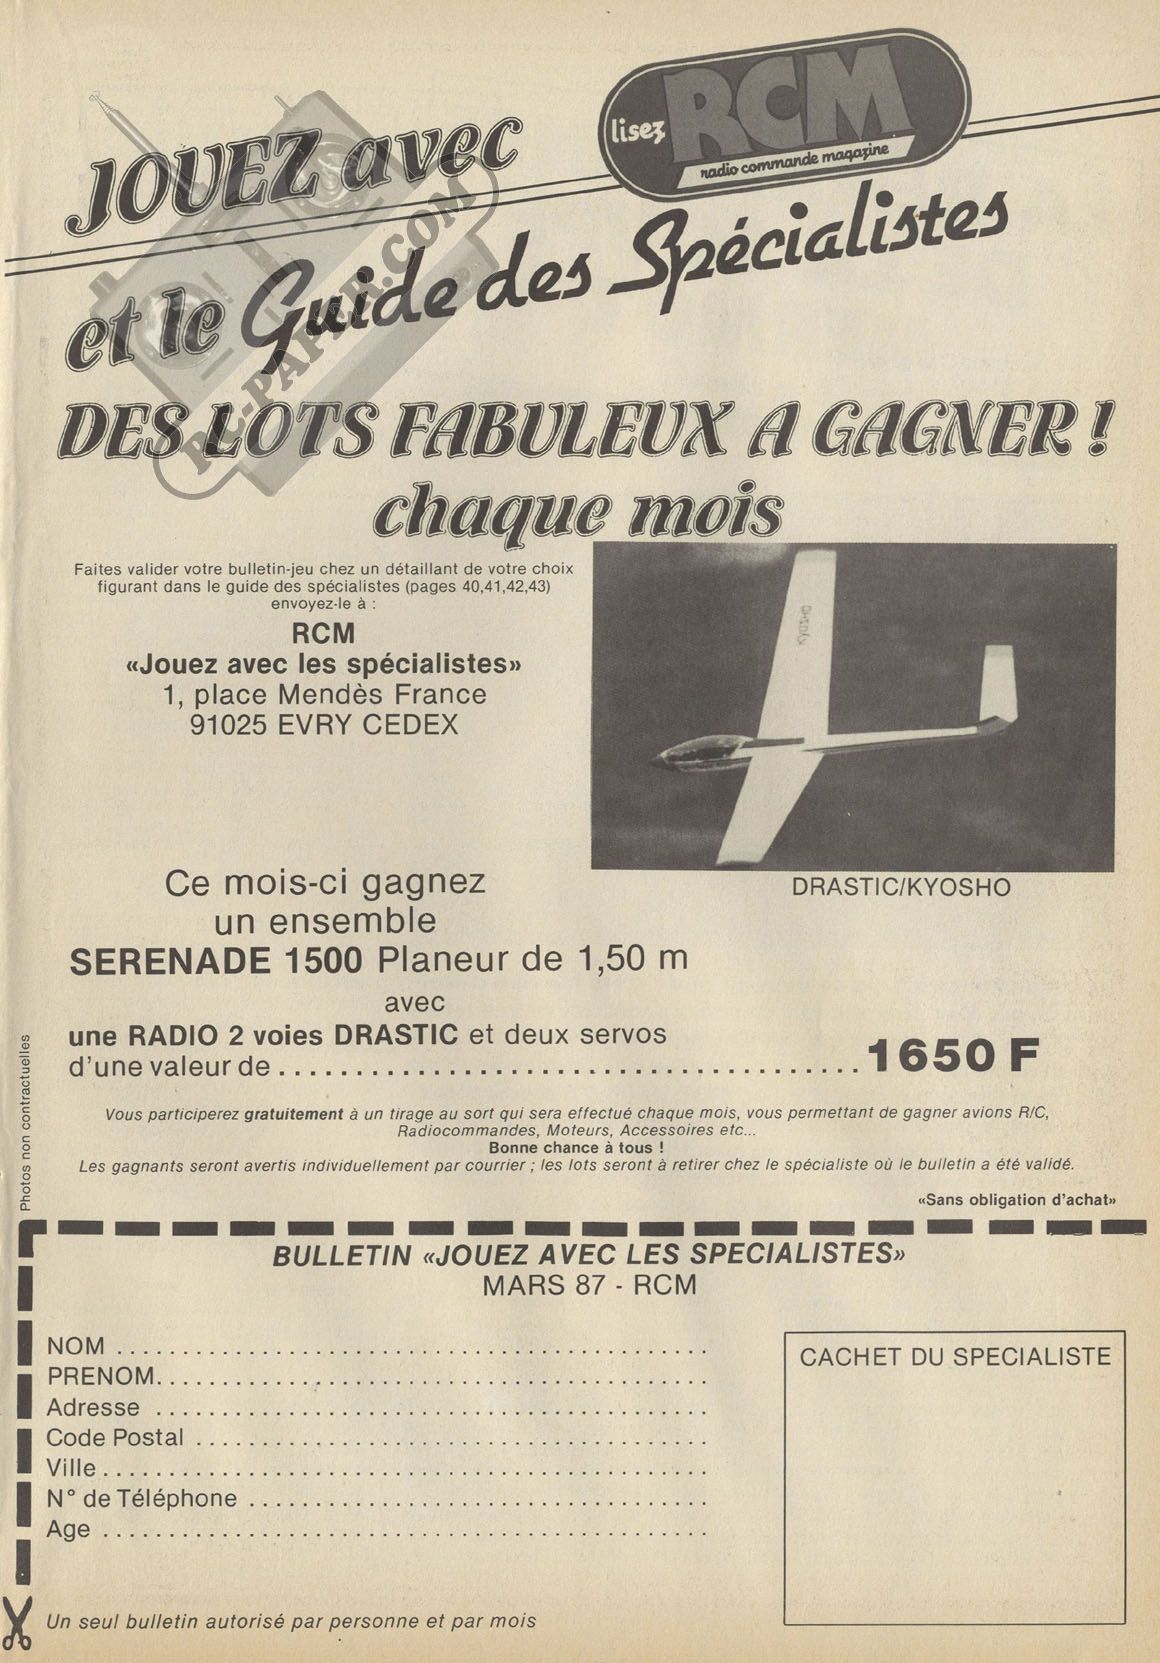 JOUEZ avec
lisez RCM
radio commande magazine
et le Guide des Spécialistes
RC-PAPER.COM
DES LOTS FABULEUX A GAGNER !
chaque mois
Faites valider votre bulletin-jeu chez un détaillant de votre choix
figurant dans le guide des spécialistes (pages 40,41,42,43)
envoyez-le à :
RCM
«Jouez avec les spécialistes»
1, place Mendès France
91025 EVRY CEDEX
KYOSHO
DRASTIC/KYOSHO
Ce mois-ci gagnez
un ensemble
SERENADE 1500 Planeur de 1,50 m
avec
une RADIO 2 voies DRASTIC et deux servos
d'une valeur de ...................................... 1650 F
Photos non contractuelles
Vous participerez gratuitement à un tirage au sort qui sera effectué chaque mois, vous permettant de gagner avions R/C,
Radiocommandes, Moteurs, Accessoires etc...
Bonne chance à tous !
Les gagnants seront avertis individuellement par courrier ; les lots seront à retirer chez le spécialiste où le bulletin a été validé.
«Sans obligation d'achat»
BULLETIN «JOUEZ AVEC LES SPECIALISTES»
MARS 87 - RCM
NOM ........................................
PRENOM.....................................
Adresse .....................................
Code Postal ..................................
Ville........................................
N° de Téléphone ..............................
Age ........................................
CACHET DU SPECIALISTE
Un seul bulletin autorisé par personne et par mois